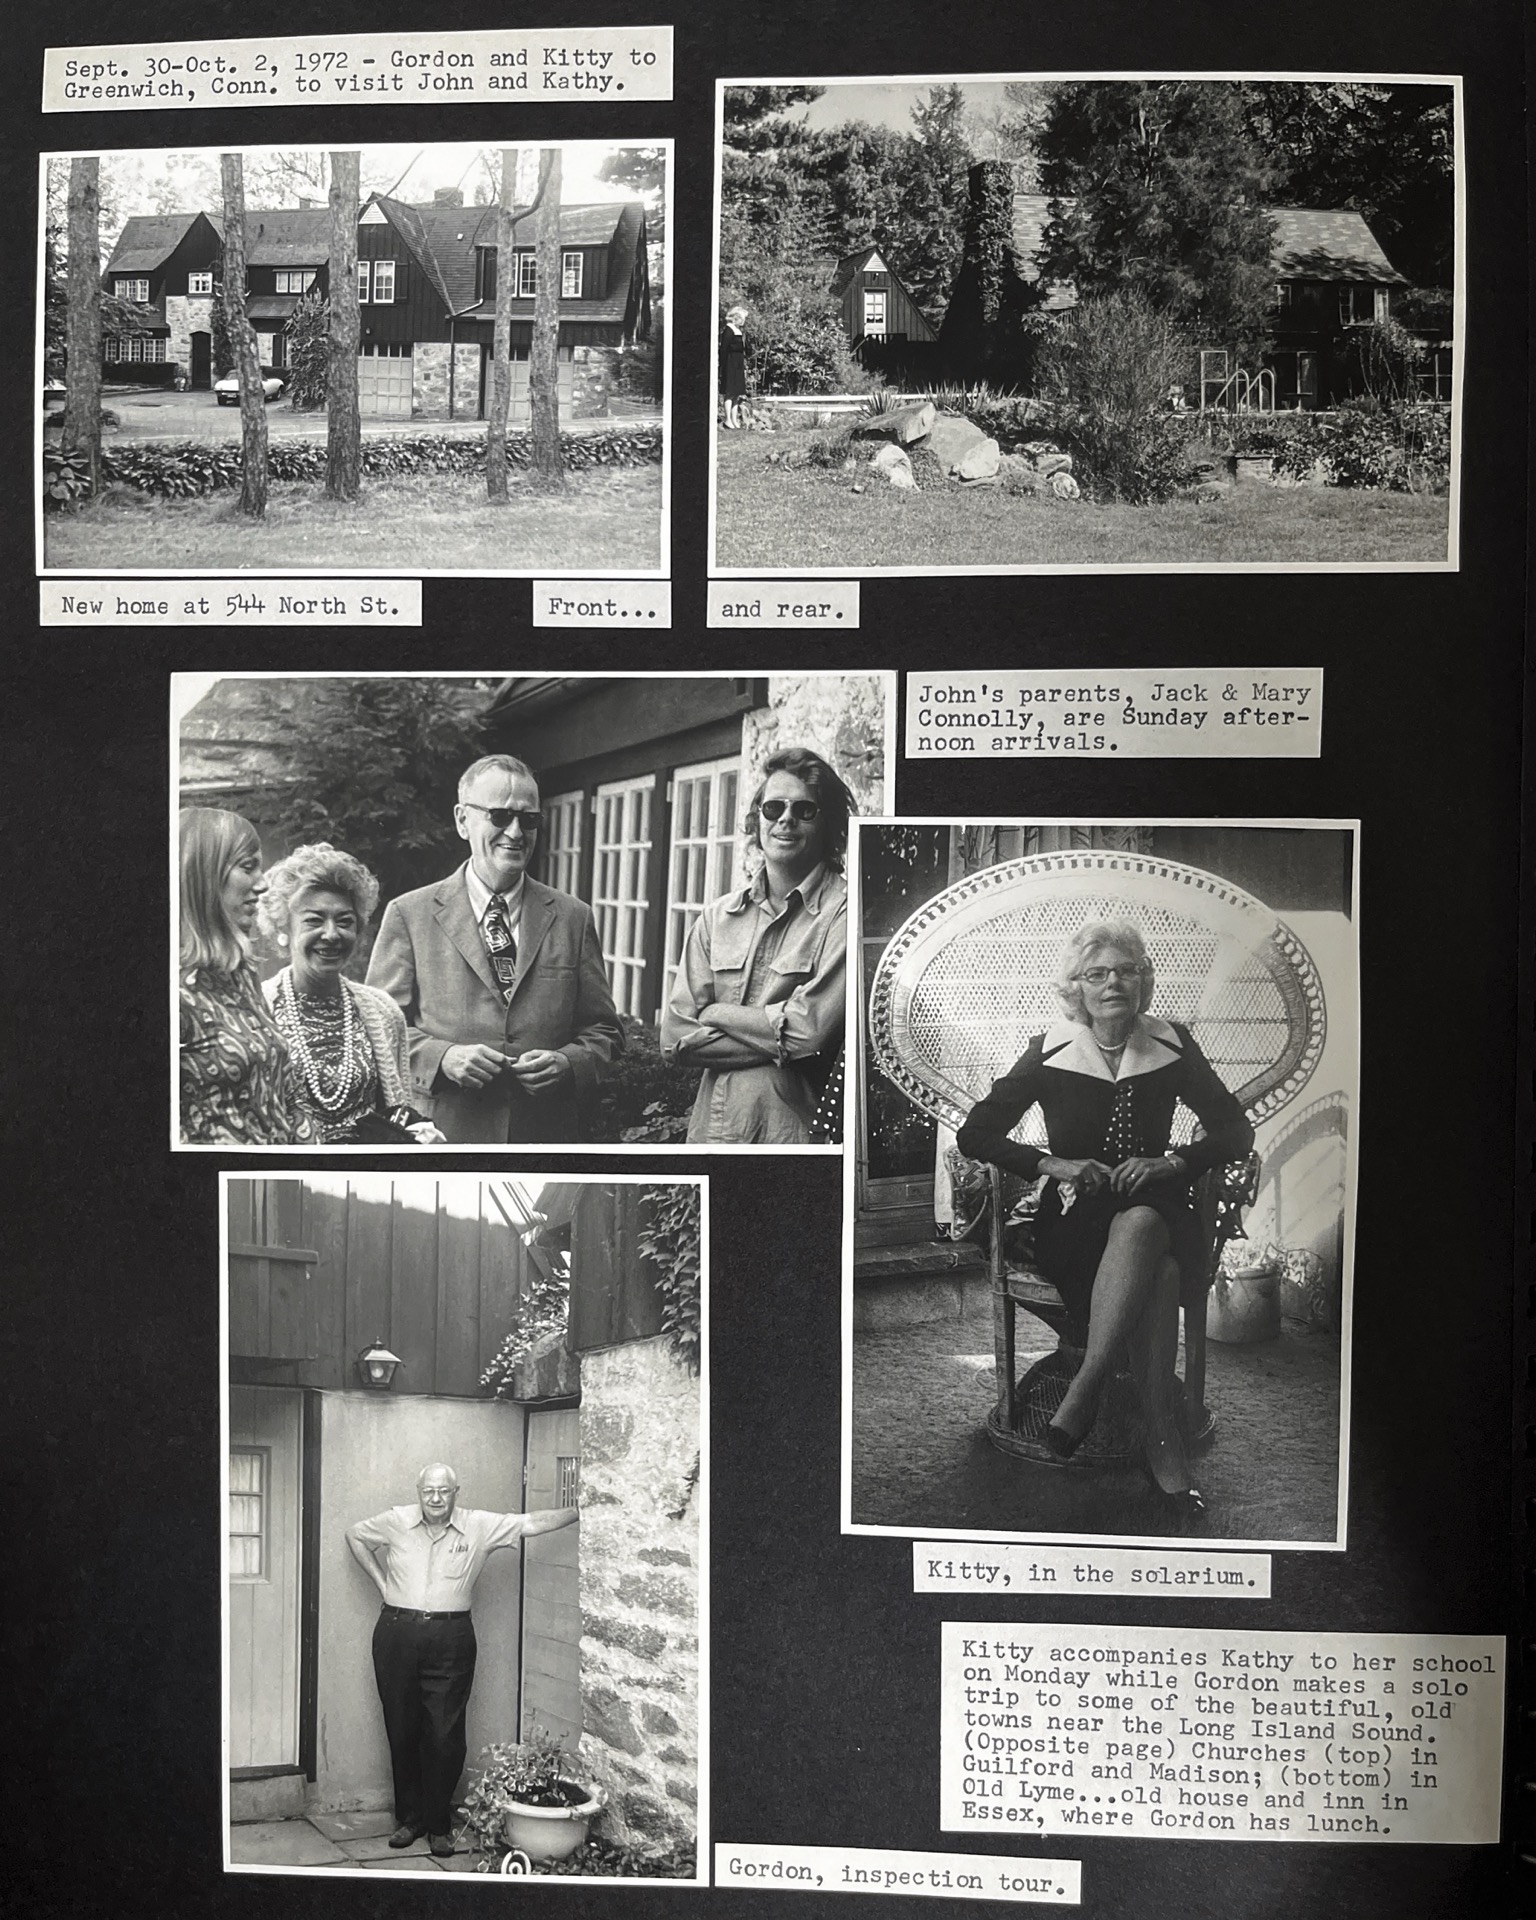 Sept. 30-Oct. 2, 1972 - Gordon and Kitty to
Greenwich, Conn. to visit John and Kathy.
New home at 544 North St.
Front...
and rear.
John's parents, Jack & Mary
Connolly, are Sunday after-
noon arrivals.
Kitty, in the solarium.
Kitty accompanies Kathy to her school
on Monday while Gordon makes a solo
trip to some of the beautiful, old
towns near the Long Island Sound.
(Opposite page) Churches (top) in
Guilford and Madison; (bottom) in
Old Lyme...old house and inn in
Essex, where Gordon has lunch.
Gordon, inspection tour.